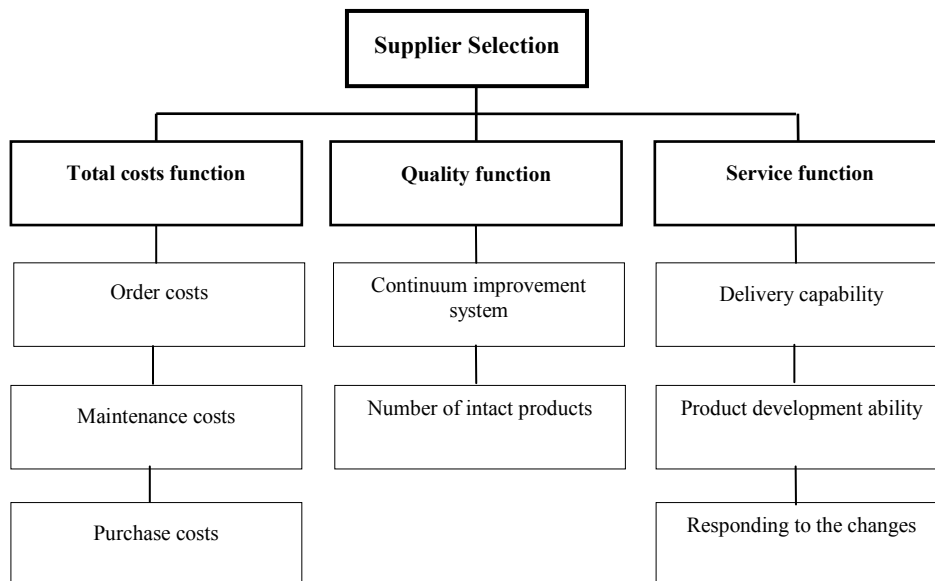 Supplier Selection
Total costs function
Quality function
Service function
Order costs
Continuum improvement
system
Delivery capability
Maintenance costs
Number of intact products
Product development ability
Purchase costs
Responding to the changes